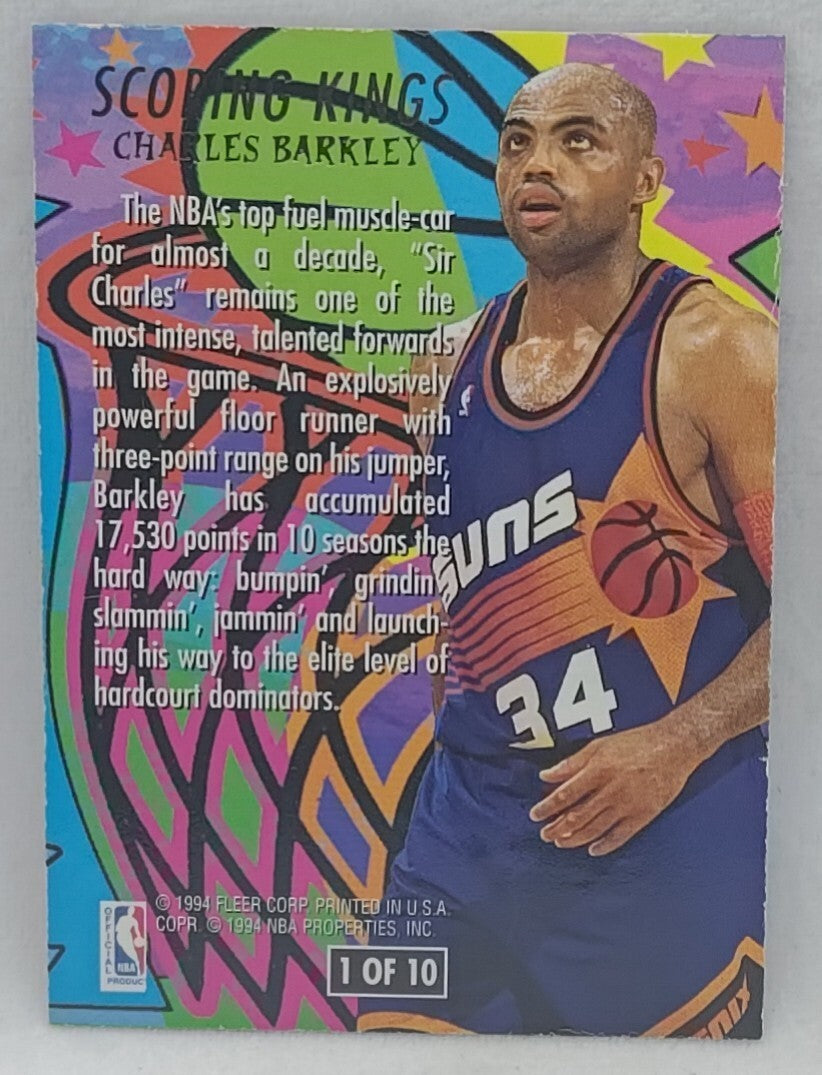 SCORING KINGS
CHARLES BARKLEY
The NBA's top fuel muscle-car
for almost a decade, "Sir
Charles" remains one of the
most intense, talented forwards
in the game. An explosively
powerful floor runner with
three-point range on his jumper,
Barkley has accumulated
17,530 points in 10 seasons the
hard way: bumpin', grindin'
slammin', jammin' and launch-
ing his way to the elite level of
hardcourt dominators.
SUNS
34
© 1994 FLEER CORP. PRINTED IN U.S.A.
COPR. © 1994 NBA PROPERTIES, INC.
OFFICIAL
NBA
PRODUC
1 OF 10